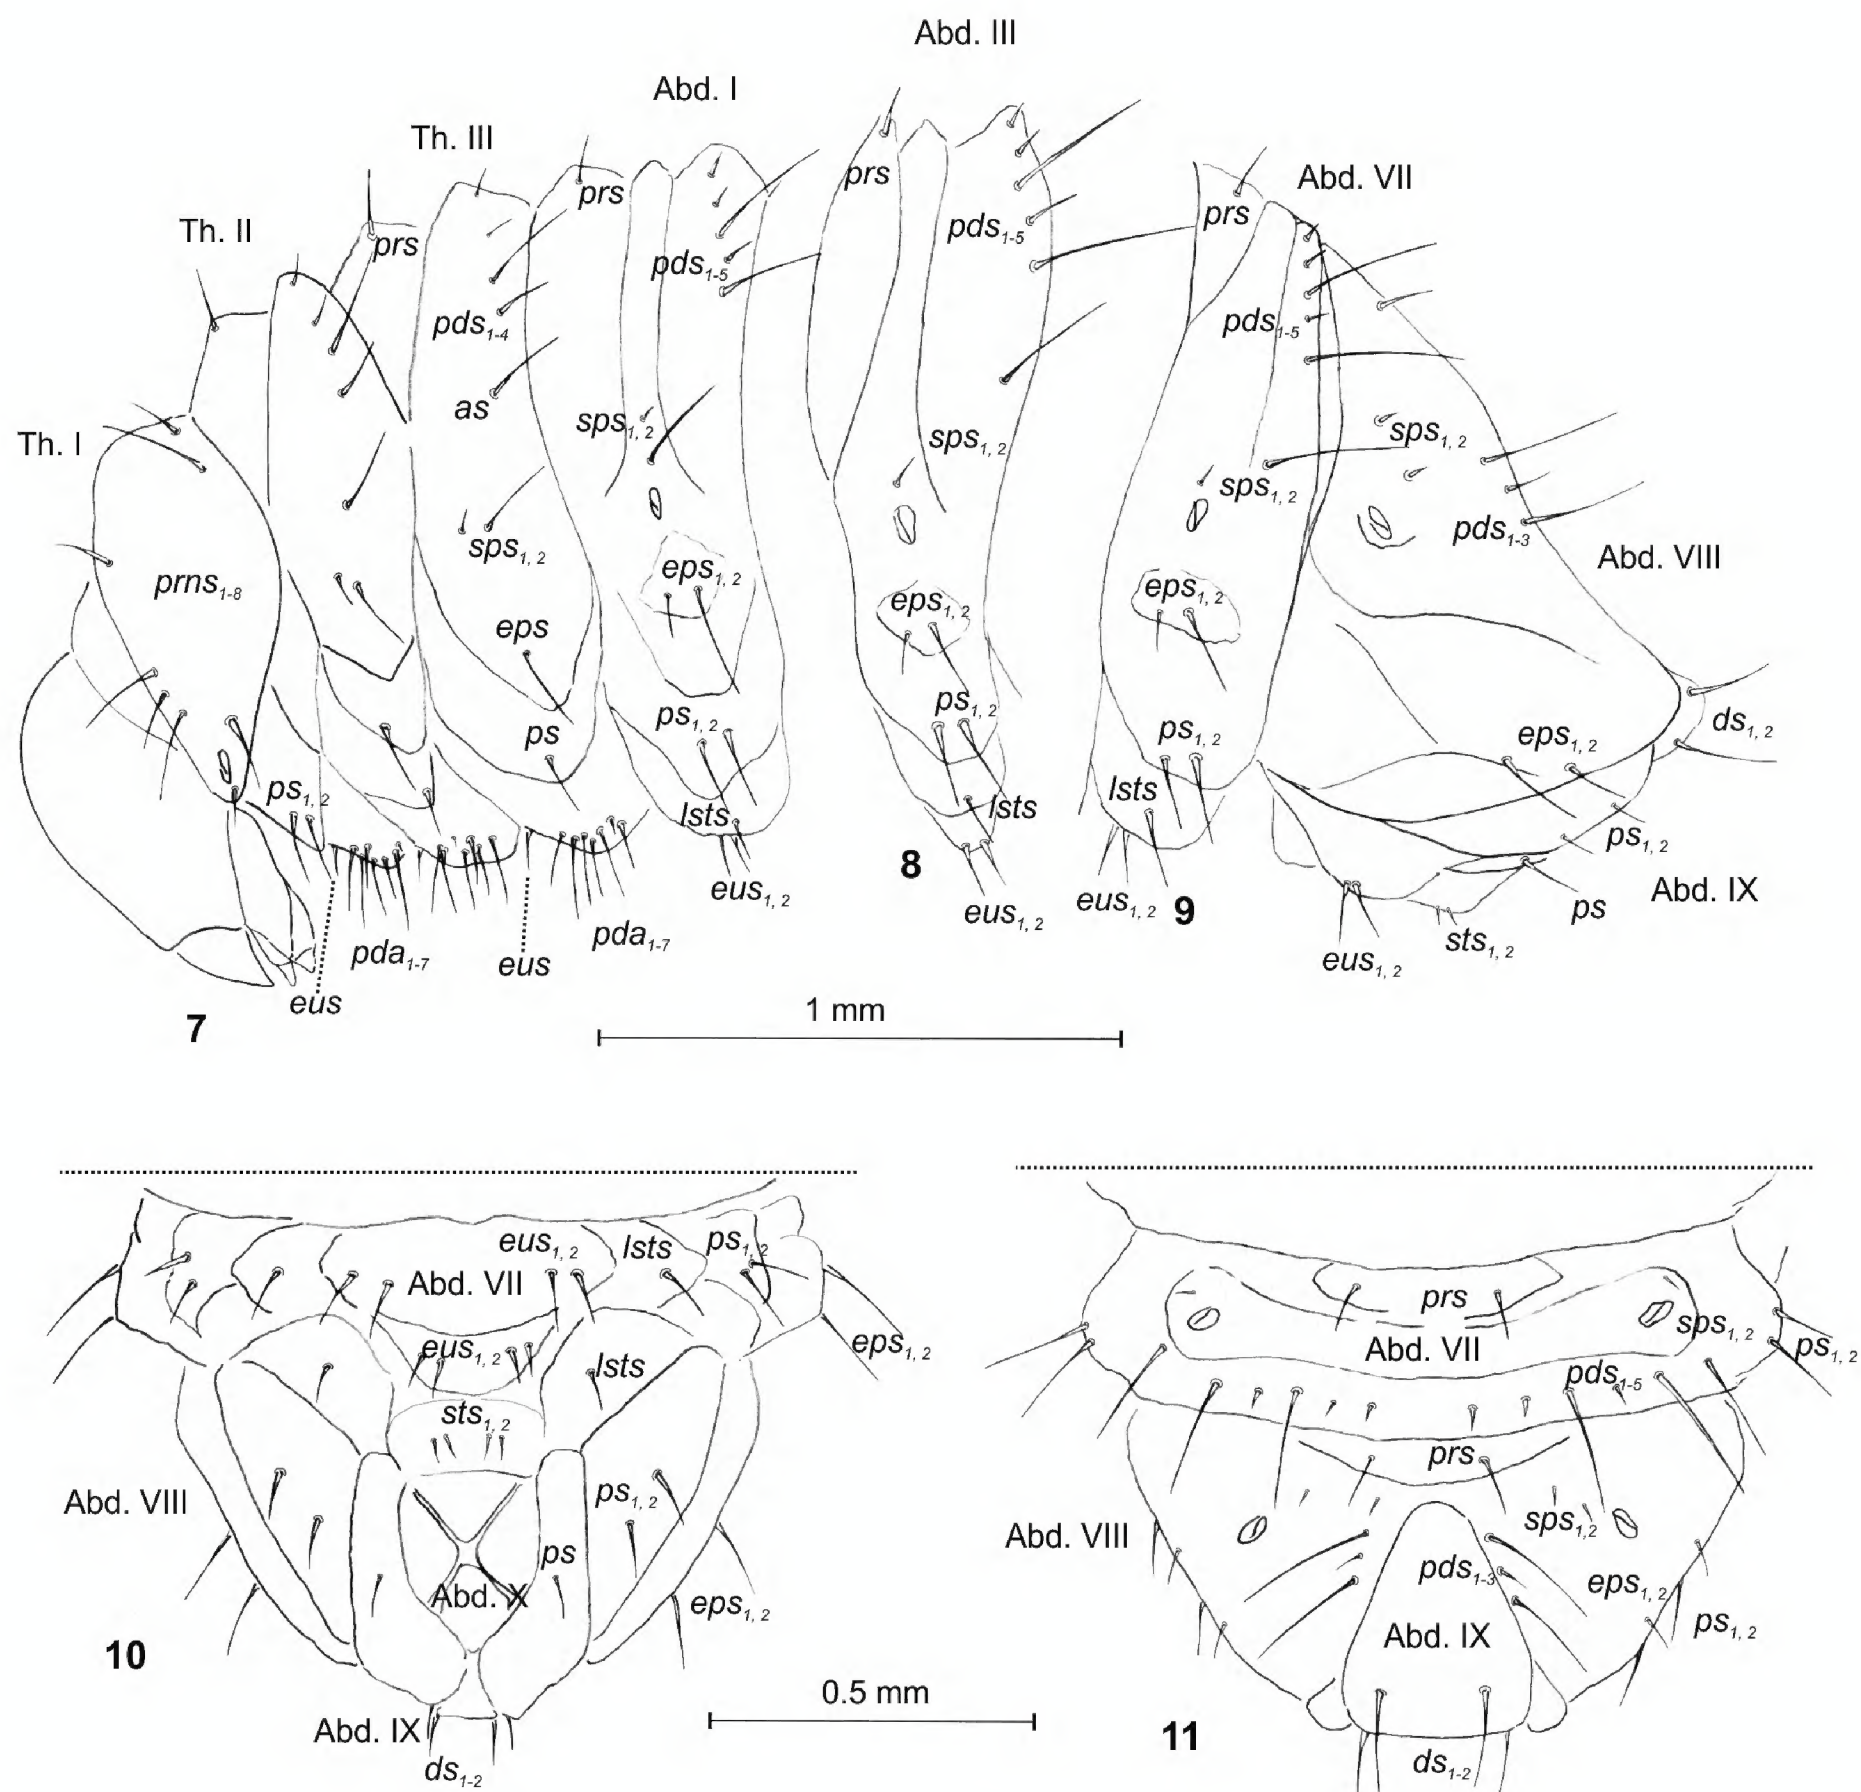 Abd. III
Abd. I
Th. III
Abd. VII
Th. II
prs
prs
prs
prs
pds1-5
pds1-5
pds1-4
pds1-5
as
sps1, 2
sps1, 2
sps1, 2
Th. I
sps1, 2
sps1, 2
pds1-3
Abd. VIII
prns1-8
eps1, 2
eps1, 2
eps1, 2
eps
ps1, 2
ps1, 2
ps
ps1, 2
eps1, 2
ds1, 2
ps1, 2
lsts
lsts
lsts
ps1, 2
8
eus1, 2
eus1, 2
eus1, 2
9
Abd. IX
ps
pda1-7
pda1-7
eus
sts1, 2
eus1, 2
eus
7
1 mm
eus1, 2
lsts
ps1, 2
Abd. VII
eus1, 2
lsts
eps1, 2
sts1, 2
Abd. VIII
ps1, 2
ps
Abd. X
eps1, 2
10
Abd. IX
ds1-2
0.5 mm
prs
sps1, 2
Abd. VII
ps1, 2
pds1-5
prs
Abd. VIII
sps1,2
pds1-3
eps1, 2
ps1, 2
Abd. IX
11
ds1-2